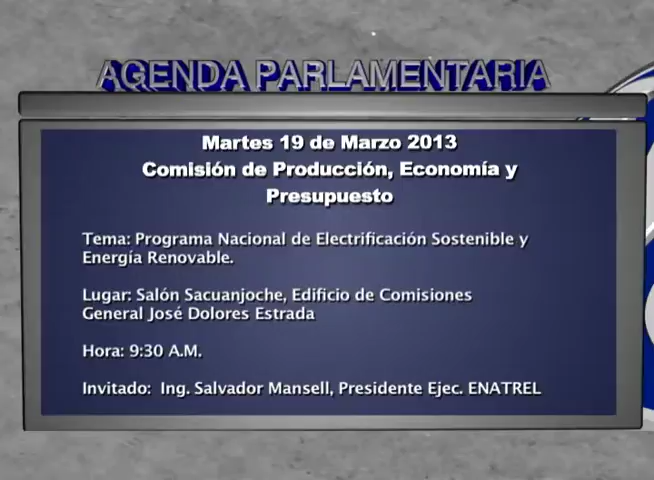 AGENDA PARLAMENTARIA
Martes 19 de Marzo 2013
Comisión de Producción, Economía y
Presupuesto
Tema: Programa Nacional de Electrificación Sostenible y
Energía Renovable.
Lugar: Salón Sacuanjoche, Edificio de Comisiones
General José Dolores Estrada
Hora: 9:30 A.M.
Invitado: Ing. Salvador Mansell, Presidente Ejec. ENATREL